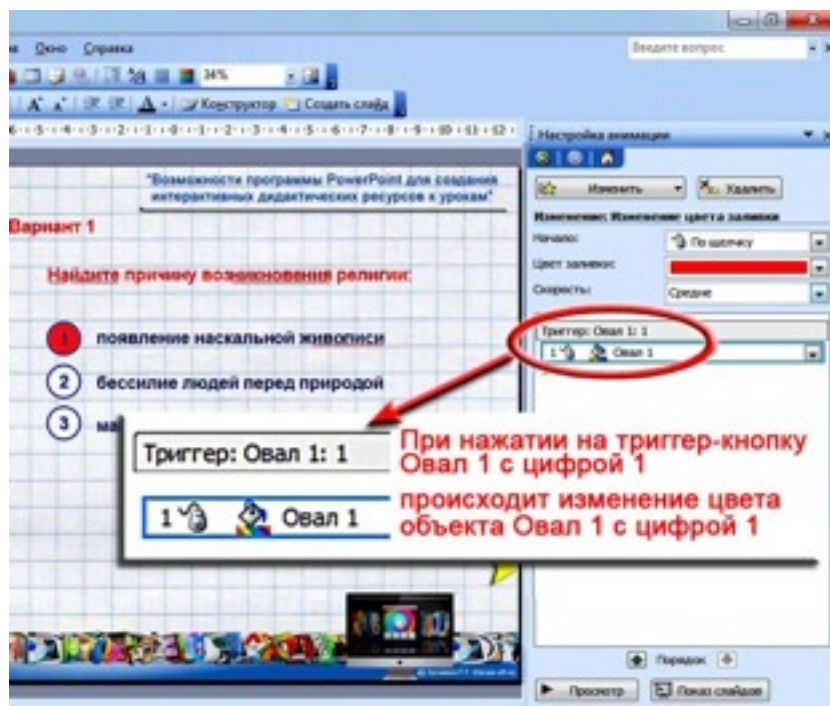 Окно Справка
Введите вопрос
34%
Конструктор Создать слайд
Настройка анимации
Изменить Удалить
Изменение: Изменение цвета заливки
Начало: По щелчку
Цвет заливки:
Скорость: Средне
Триггер: Овал 1: 1
1 Овал 1
"Возможности программы PowerPoint для создания
интерактивных дидактических ресурсов к урокам"
Вариант 1
Найдите причину возникновения религии:
1 появление наскальной живописи
2 бессилие людей перед природой
3
Триггер: Овал 1: 1
1 Овал 1
При нажатии на триггер-кнопку
Овал 1 с цифрой 1
происходит изменение цвета
объекта Овал 1 с цифрой 1
Порядок
Просмотр Показ слайдов